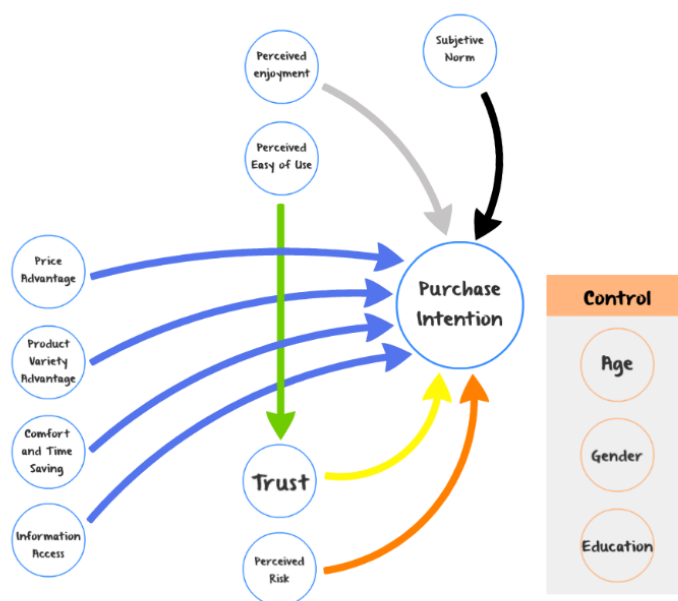 Perceived
enjoyment
Subjetive
Norm
Perceived
Easy of Use
Price
Advantage
Product
Variety
Advantage
Comfort
and Time
Saving
Information
Access
Purchase
Intention
Trust
Perceived
Risk
Control
Age
Gender
Education